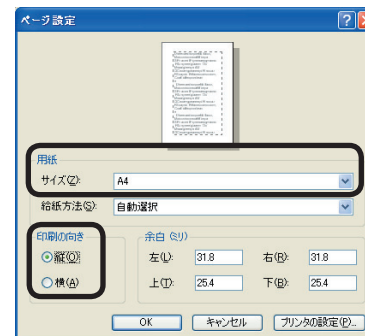 ページ設定
用紙
サイズ(Z): A4
給紙方法(S): 自動選択
印刷の向き
縦(O)
横(A)
余白 (ミリ)
左(L): 31.8 右(R): 31.8
上(T): 25.4 下(B): 25.4
OK キャンセル プリンタの設定(P)...